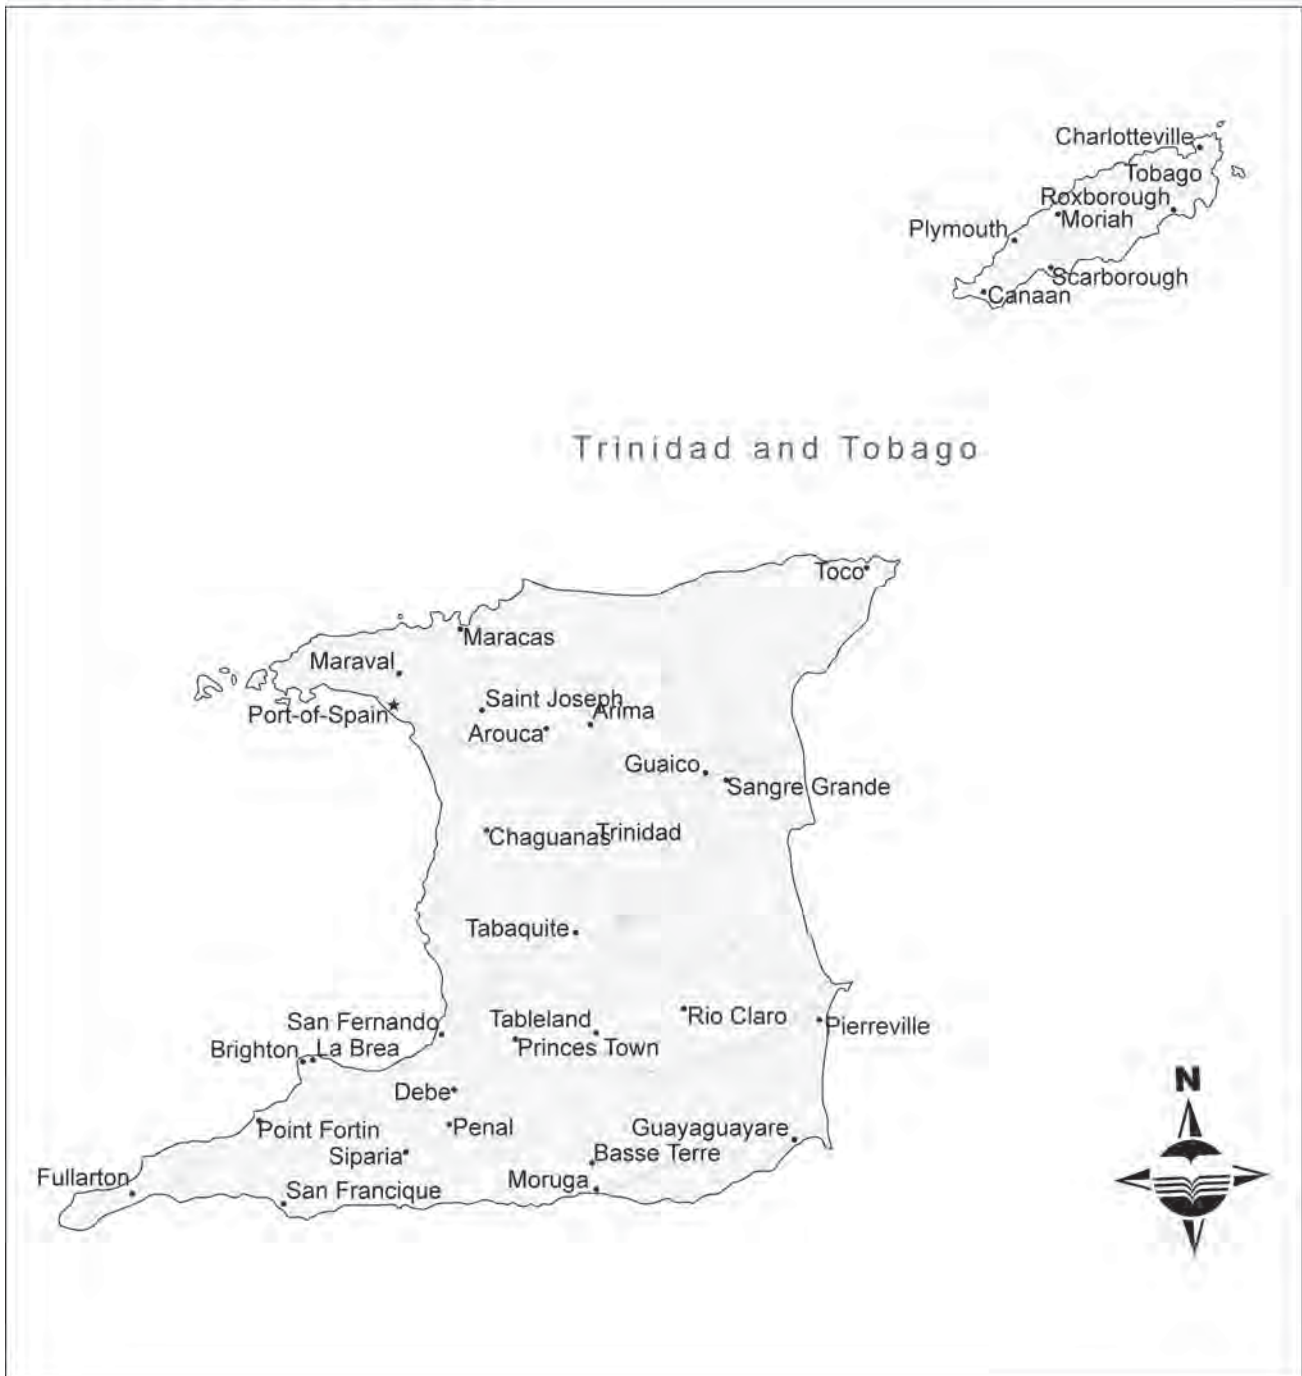 Charlotteville
Tobago
Roxborough
Moriah
Plymouth
Scarborough
Canaan
Trinidad and Tobago
Toco
Maracas
Maraval
Saint Joseph
Port-of-Spain
Arima
Arouca
Guaico
Sangre Grande
Chaguanas
Trinidad
Tabaquite
Rio Claro
San Fernando
Tableland
Pierreville
Brighton
La Brea
Princes Town
N
Debe
Point Fortin
Penal
Guayaguayare
Siparia
Basse Terre
Fullarton
Moruga
San Francique